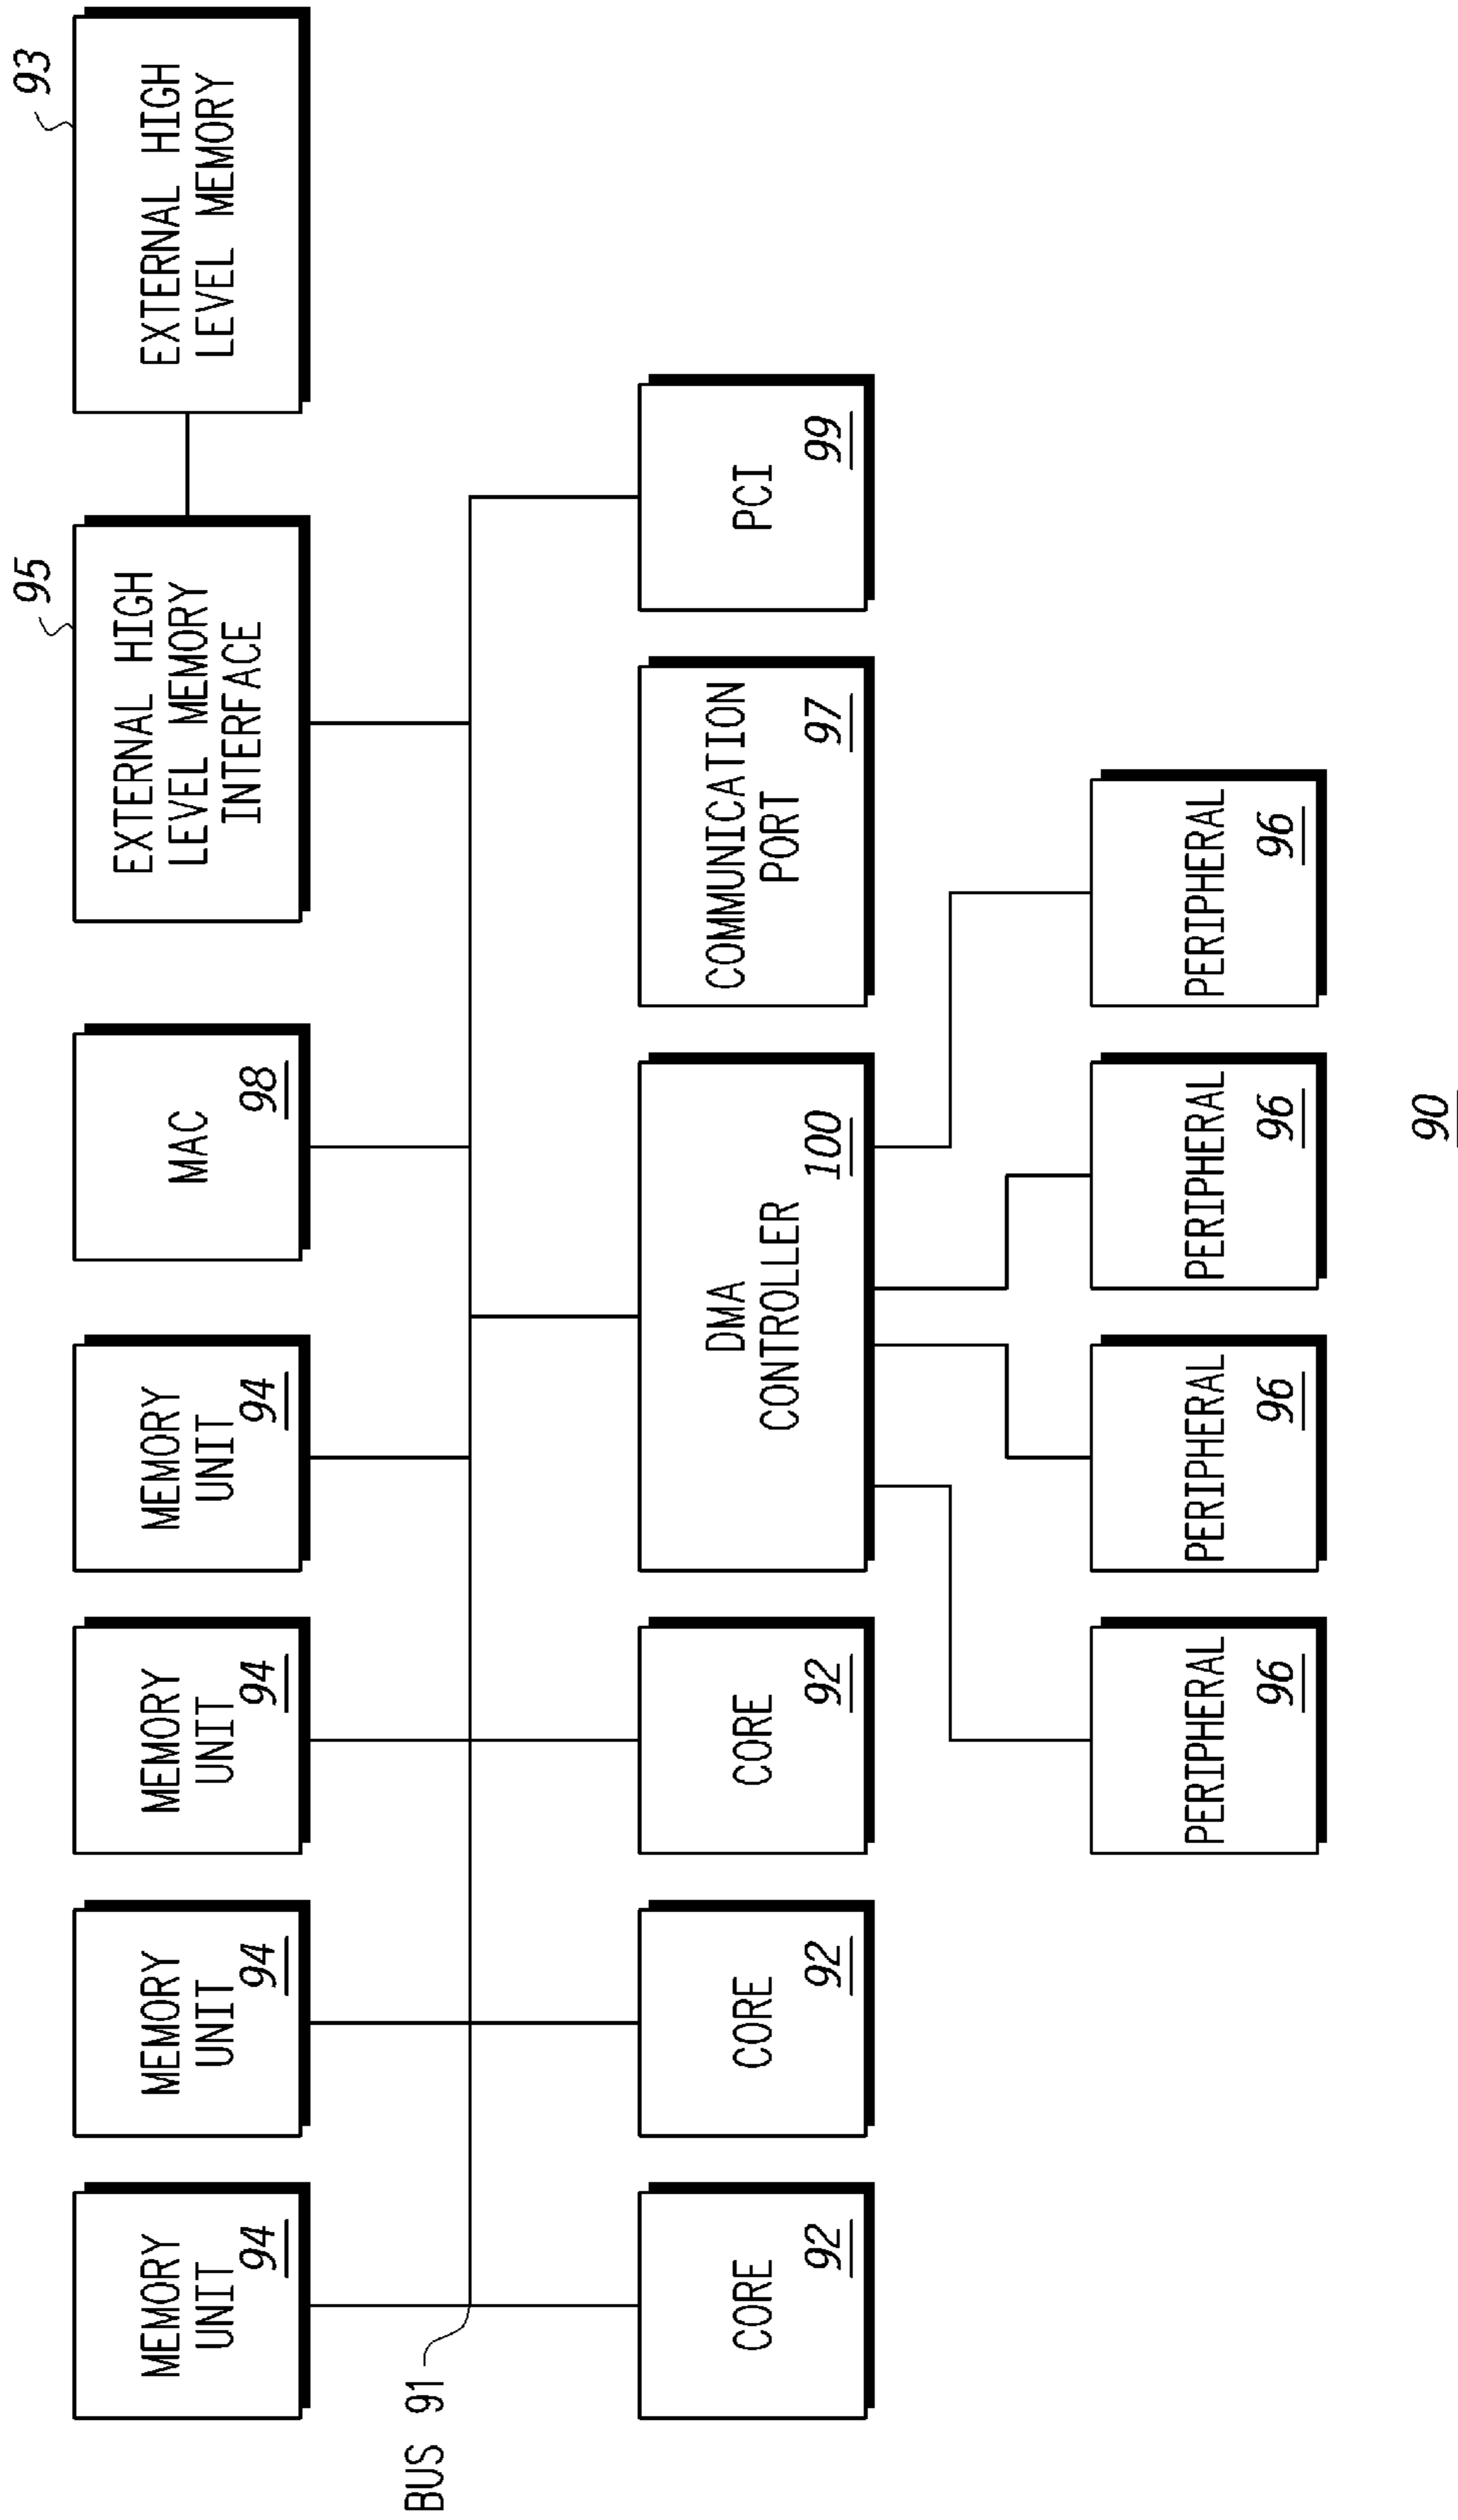 MEMORY
UNIT
94
MEMORY
UNIT
94
MEMORY
UNIT
94
MEMORY
UNIT
94
MAC
98
EXTERNAL HIGH
LEVEL MEMORY
INTERFACE
95
EXTERNAL HIGH
LEVEL MEMORY
93
BUS 91
CORE
92
CORE
92
CORE
92
DMA
CONTROLLER
100
COMMUNICATION
PORT
97
PCI
99
PERIPHERAL
96
PERIPHERAL
96
PERIPHERAL
96
PERIPHERAL
96
90